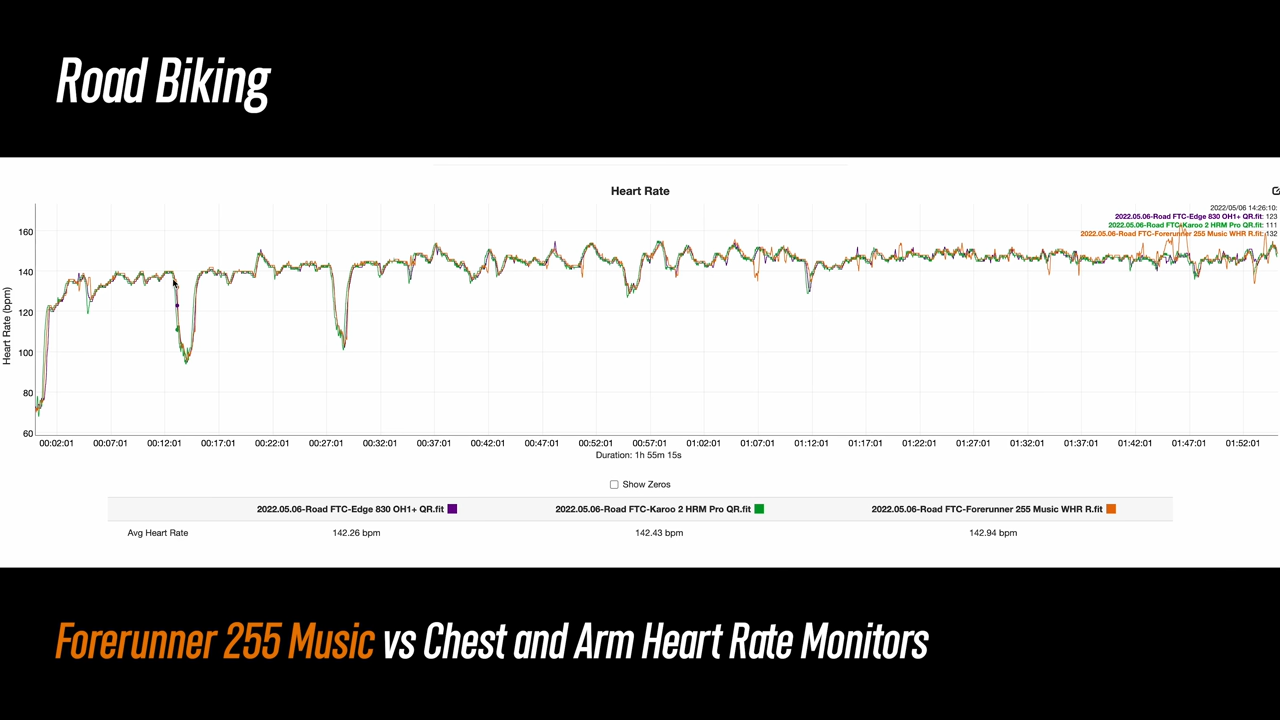 Road Biking
Heart Rate
2022/05/06 14:26:10:
2022.05.06-Road FTC-Edge 830 OH1+ QR.fit: 123
2022.05.06-Road FTC-Karoo 2 HRM Pro QR.fit: 111
2022.05.06-Road FTC-Forerunner 255 Music WHR R.fit: 132
Heart Rate (bpm)
160
140
120
100
80
60
00:02:01 00:07:01 00:12:01 00:17:01 00:22:01 00:27:01 00:32:01 00:37:01 00:42:01 00:47:01 00:52:01 00:57:01 01:02:01 01:07:01 01:12:01 01:17:01 01:22:01 01:27:01 01:32:01 01:37:01 01:42:01 01:47:01 01:52:01
Duration: 1h 55m 15s
Show Zeros
2022.05.06-Road FTC-Edge 830 OH1+ QR.fit 2022.05.06-Road FTC-Karoo 2 HRM Pro QR.fit 2022.05.06-Road FTC-Forerunner 255 Music WHR R.fit
Avg Heart Rate 142.26 bpm 142.43 bpm 142.94 bpm
Forerunner 255 Music vs Chest and Arm Heart Rate Monitors